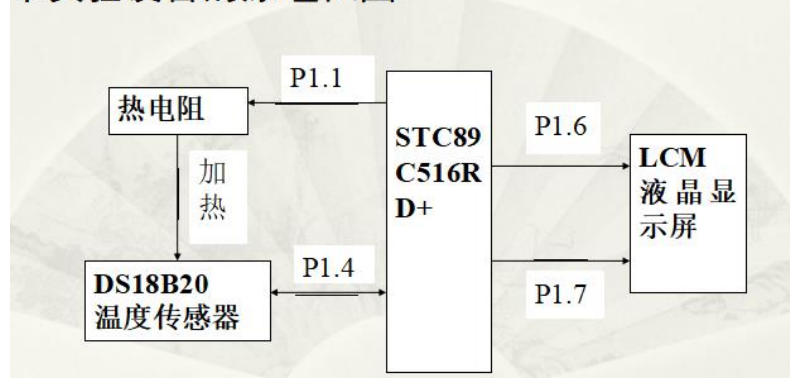 热电阻
P1.1
STC89
C516R
D+
P1.6
LCM
液晶显
示屏
加
热
DS18B20
温度传感器
P1.4
P1.7